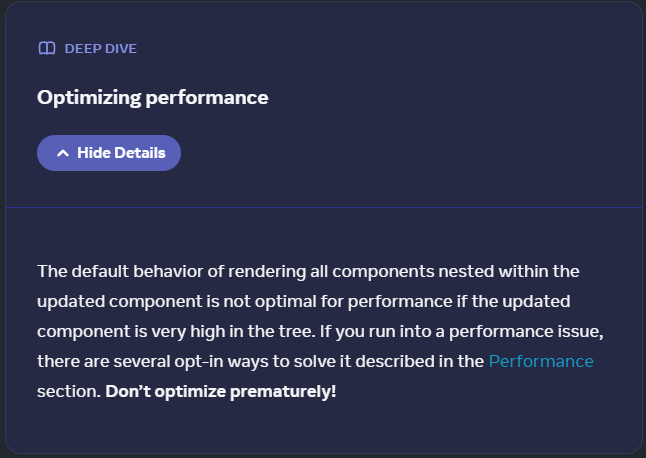 DEEP DIVE
Optimizing performance
Hide Details
The default behavior of rendering all components nested within the
updated component is not optimal for performance if the updated
component is very high in the tree. If you run into a performance issue,
there are several opt-in ways to solve it described in the Performance
section. Don’t optimize prematurely!